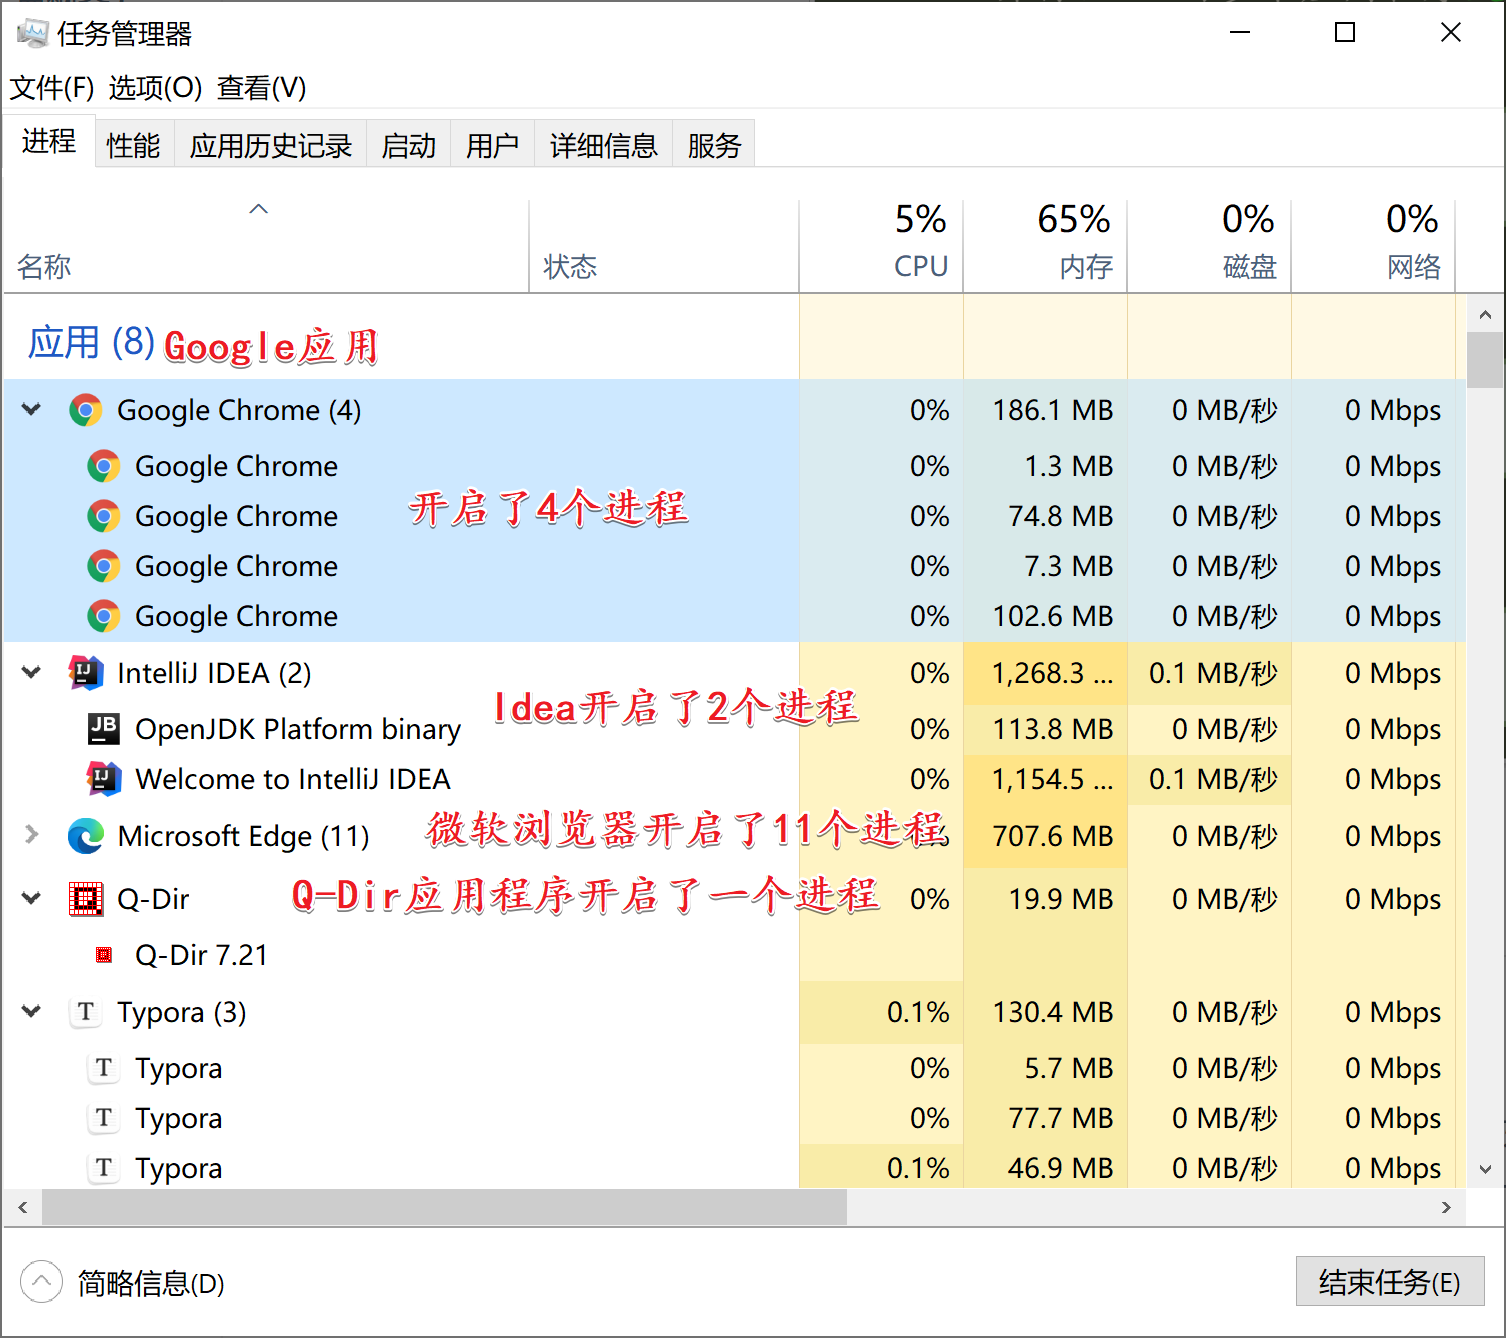 任务管理器
文件(F) 选项(O) 查看(V)
进程 性能 应用历史记录 启动 用户 详细信息 服务
5% 65% 0% 0%
名称 状态 CPU 内存 磁盘 网络
应用 (8) Google应用
Google Chrome (4) 0% 186.1 MB 0 MB/秒 0 Mbps
Google Chrome 0% 1.3 MB 0 MB/秒 0 Mbps
开启了4个进程
Google Chrome 0% 74.8 MB 0 MB/秒 0 Mbps
Google Chrome 0% 7.3 MB 0 MB/秒 0 Mbps
Google Chrome 0% 102.6 MB 0 MB/秒 0 Mbps
IntelliJ IDEA (2) 0% 1,268.3 ... 0.1 MB/秒 0 Mbps
Idea开启了2个进程
OpenJDK Platform binary 0% 113.8 MB 0 MB/秒 0 Mbps
Welcome to IntelliJ IDEA 0% 1,154.5 ... 0.1 MB/秒 0 Mbps
Microsoft Edge (11) 微软浏览器开启了11个进程 % 707.6 MB 0 MB/秒 0 Mbps
Q-Dir Q-Dir应用程序开启了一个进程 0% 19.9 MB 0 MB/秒 0 Mbps
Q-Dir 7.21
Typora (3) 0.1% 130.4 MB 0 MB/秒 0 Mbps
Typora 0% 5.7 MB 0 MB/秒 0 Mbps
Typora 0% 77.7 MB 0 MB/秒 0 Mbps
Typora 0.1% 46.9 MB 0 MB/秒 0 Mbps
简略信息(D) 结束任务(E)